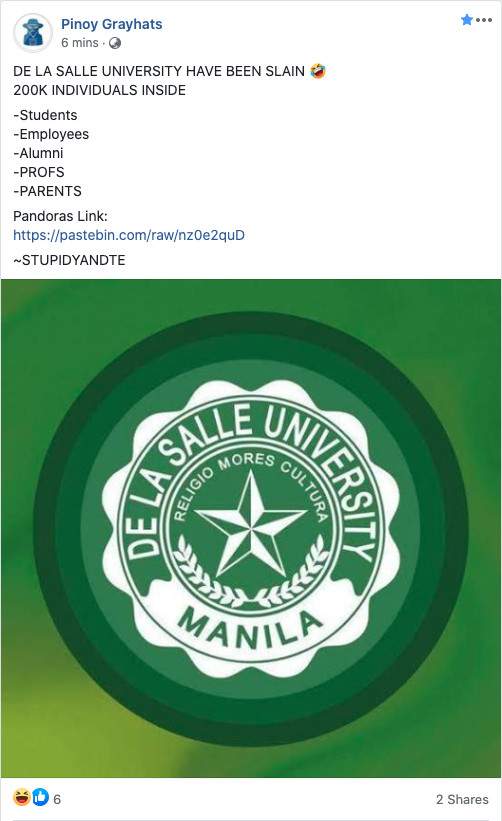 Pinoy Grayhats
6 mins ·
DE LA SALLE UNIVERSITY HAVE BEEN SLAIN 🤣
200K INDIVIDUALS INSIDE
-Students
-Employees
-Alumni
-PROFS
-PARENTS
Pandoras Link:
https://pastebin.com/raw/nz0e2quD
~STUPIDYANDTE
DE LA SALLE UNIVERSITY
RELIGIO MORES CULTURA
MANILA
6
2 Shares